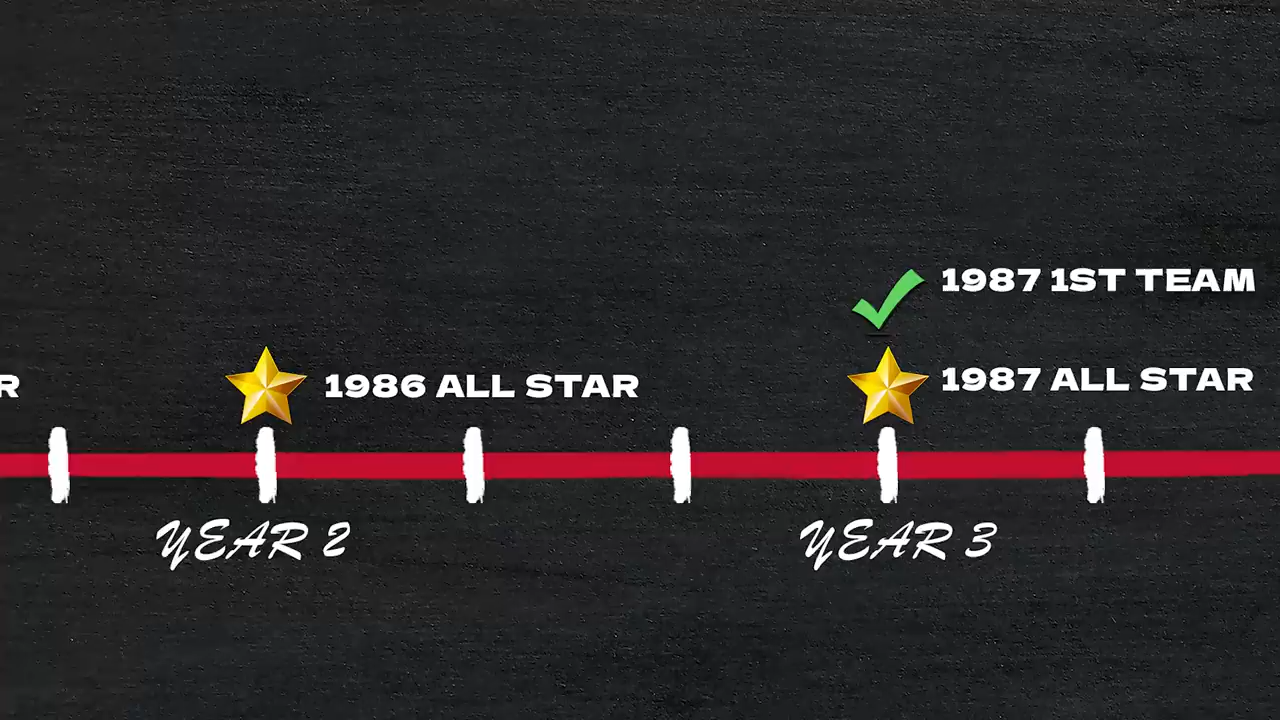 1987 1ST TEAM
R
1986 ALL STAR
1987 ALL STAR
YEAR 2
YEAR 3